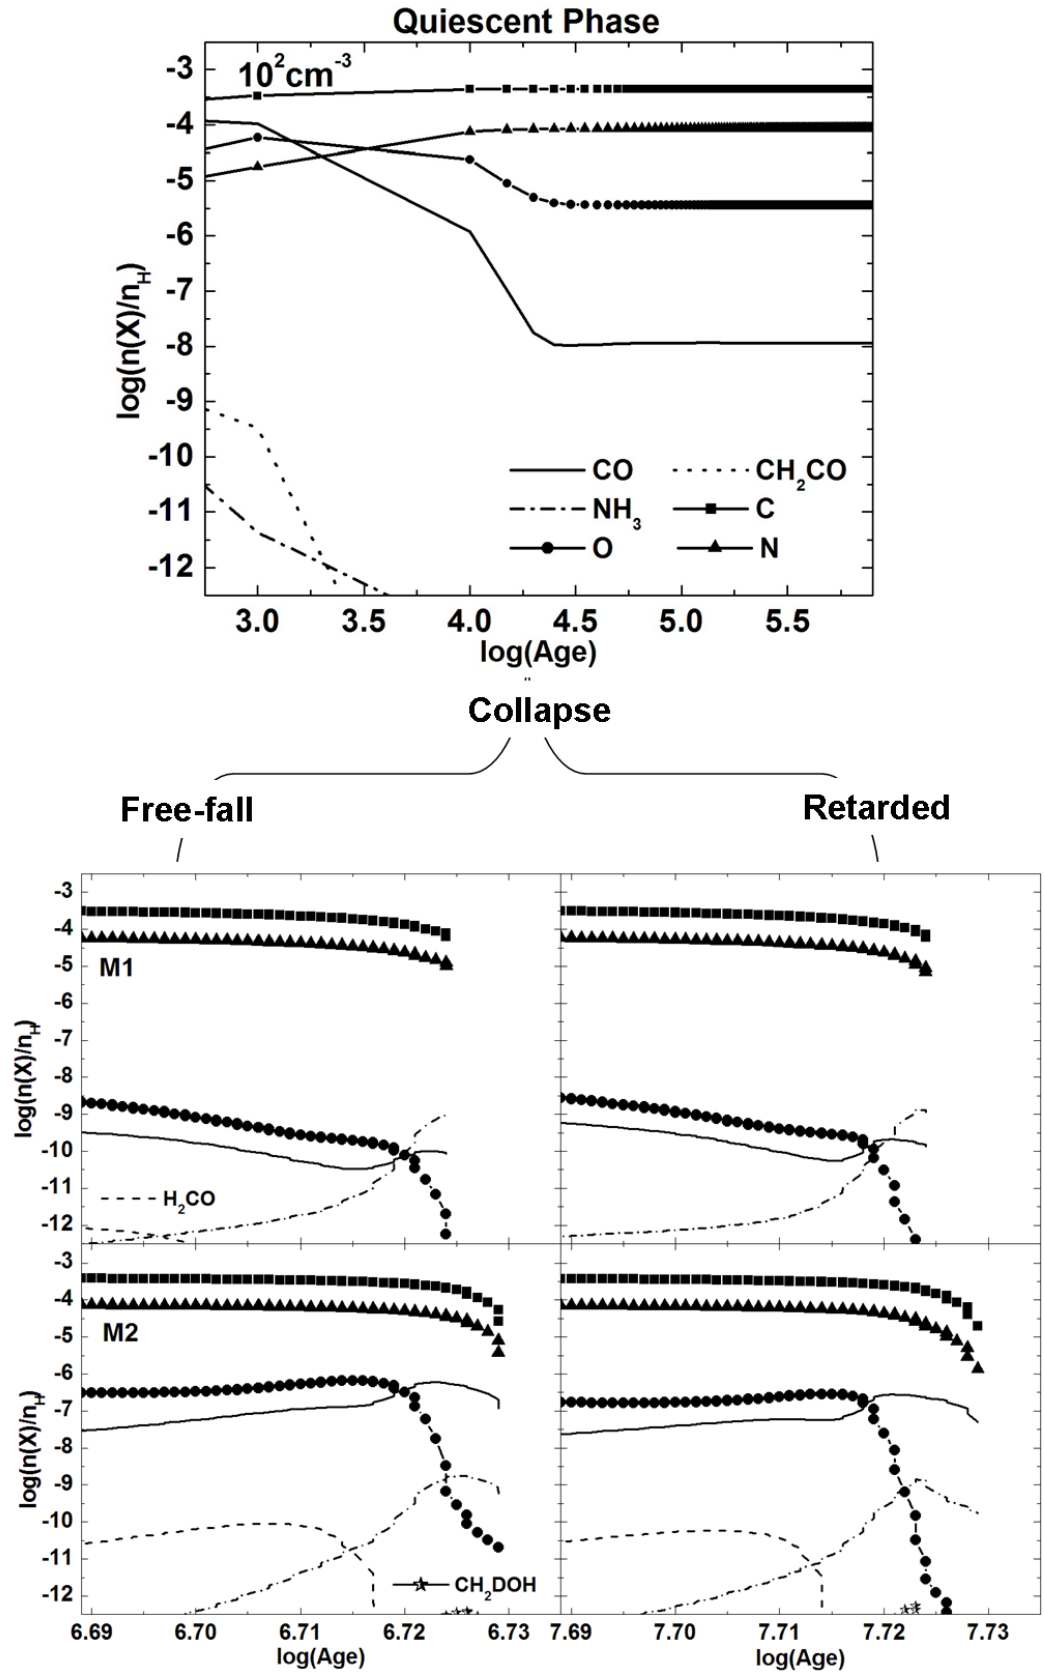 Quiescent Phase
10²cm⁻³
-3
-4
-5
-6
-7
-8
-9
-10
-11
-12
log(n(X)/n_H)
CO CH₂CO
NH₃ C
O N
3.0 3.5 4.0 4.5 5.0 5.5
log(Age)
"
Collapse
Free-fall Retarded
-3
-4
-5
-6
-7
-8
-9
-10
-11
-12
log(n(X)/n_H)
M1
H₂CO
-3
-4
-5
-6
-7
-8
-9
-10
-11
-12
log(n(X)/n_H)
M2
CH₂DOH
6.69 6.70 6.71 6.72 6.73 7.69 7.70 7.71 7.72 7.73
log(Age) log(Age)